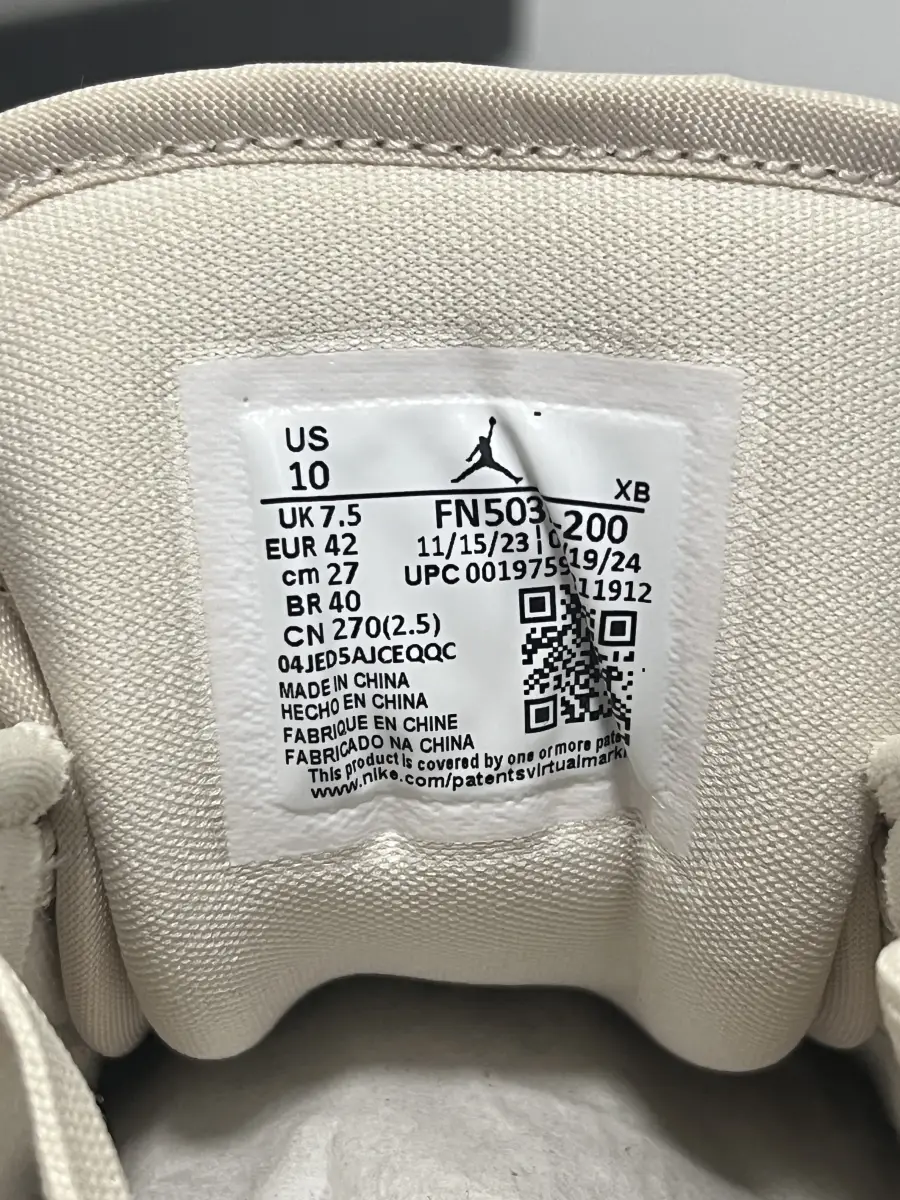 US
10
XB
UK 7.5
EUR 42
cm 27
BR 40
CN 270(2.5)
04JED5AJCEQQC
-200
11/15/23 | 0 /19/24
UPC 0019759 11912
MADE IN CHINA
HECHO EN CHINA
FABRIQUE EN CHINE
FABRICADO NA CHINA
This product is covered by one or more
www.nike.com/patentsvirtualmark